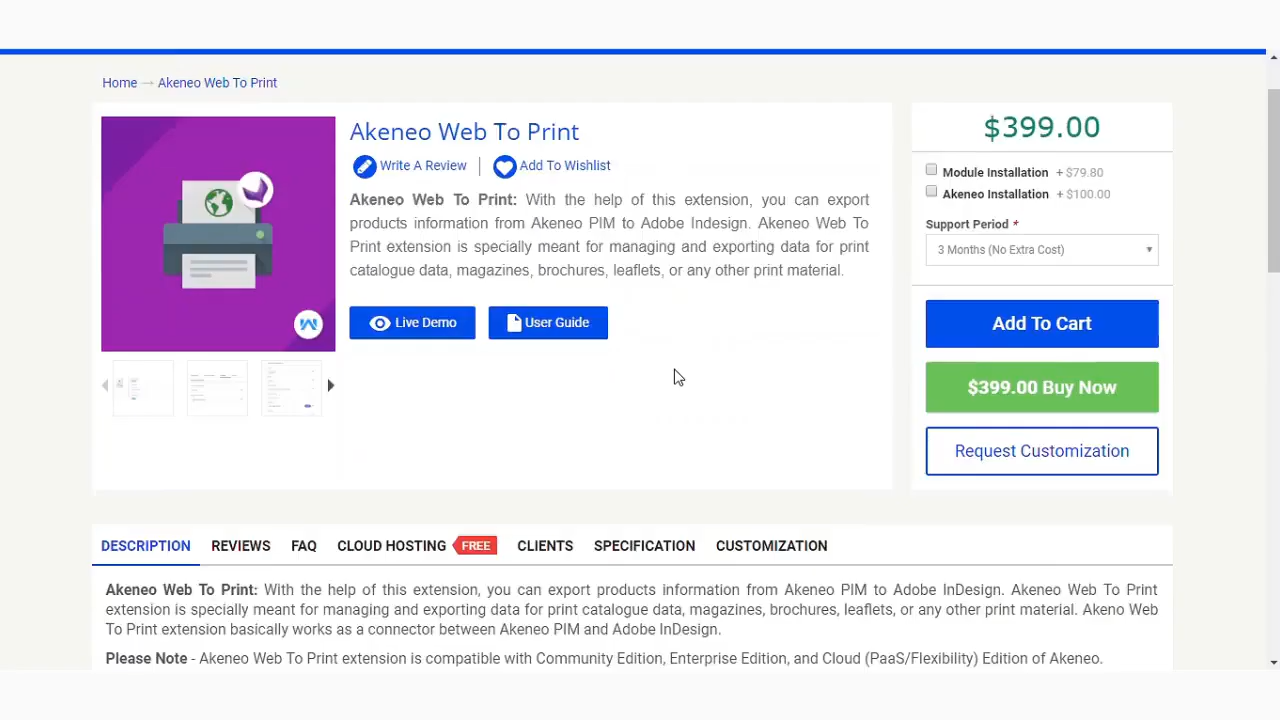 Home → Akeneo Web To Print
Akeneo Web To Print
Write A Review | Add To Wishlist
Akeneo Web To Print: With the help of this extension, you can export
products information from Akeneo PIM to Adobe Indesign. Akeneo Web To
Print extension is specially meant for managing and exporting data for print
catalogue data, magazines, brochures, leaflets, or any other print material.
Live Demo User Guide
$399.00
Module Installation + $79.80
Akeneo Installation + $100.00
Support Period *
3 Months (No Extra Cost)
Add To Cart
$399.00 Buy Now
Request Customization
DESCRIPTION REVIEWS FAQ CLOUD HOSTING FREE CLIENTS SPECIFICATION CUSTOMIZATION
Akeneo Web To Print: With the help of this extension, you can export products information from Akeneo PIM to Adobe InDesign. Akeneo Web To Print
extension is specially meant for managing and exporting data for print catalogue data, magazines, brochures, leaflets, or any other print material. Akeno Web
To Print extension basically works as a connector between Akeneo PIM and Adobe InDesign.
Please Note - Akeneo Web To Print extension is compatible with Community Edition, Enterprise Edition, and Cloud (PaaS/Flexibility) Edition of Akeneo.